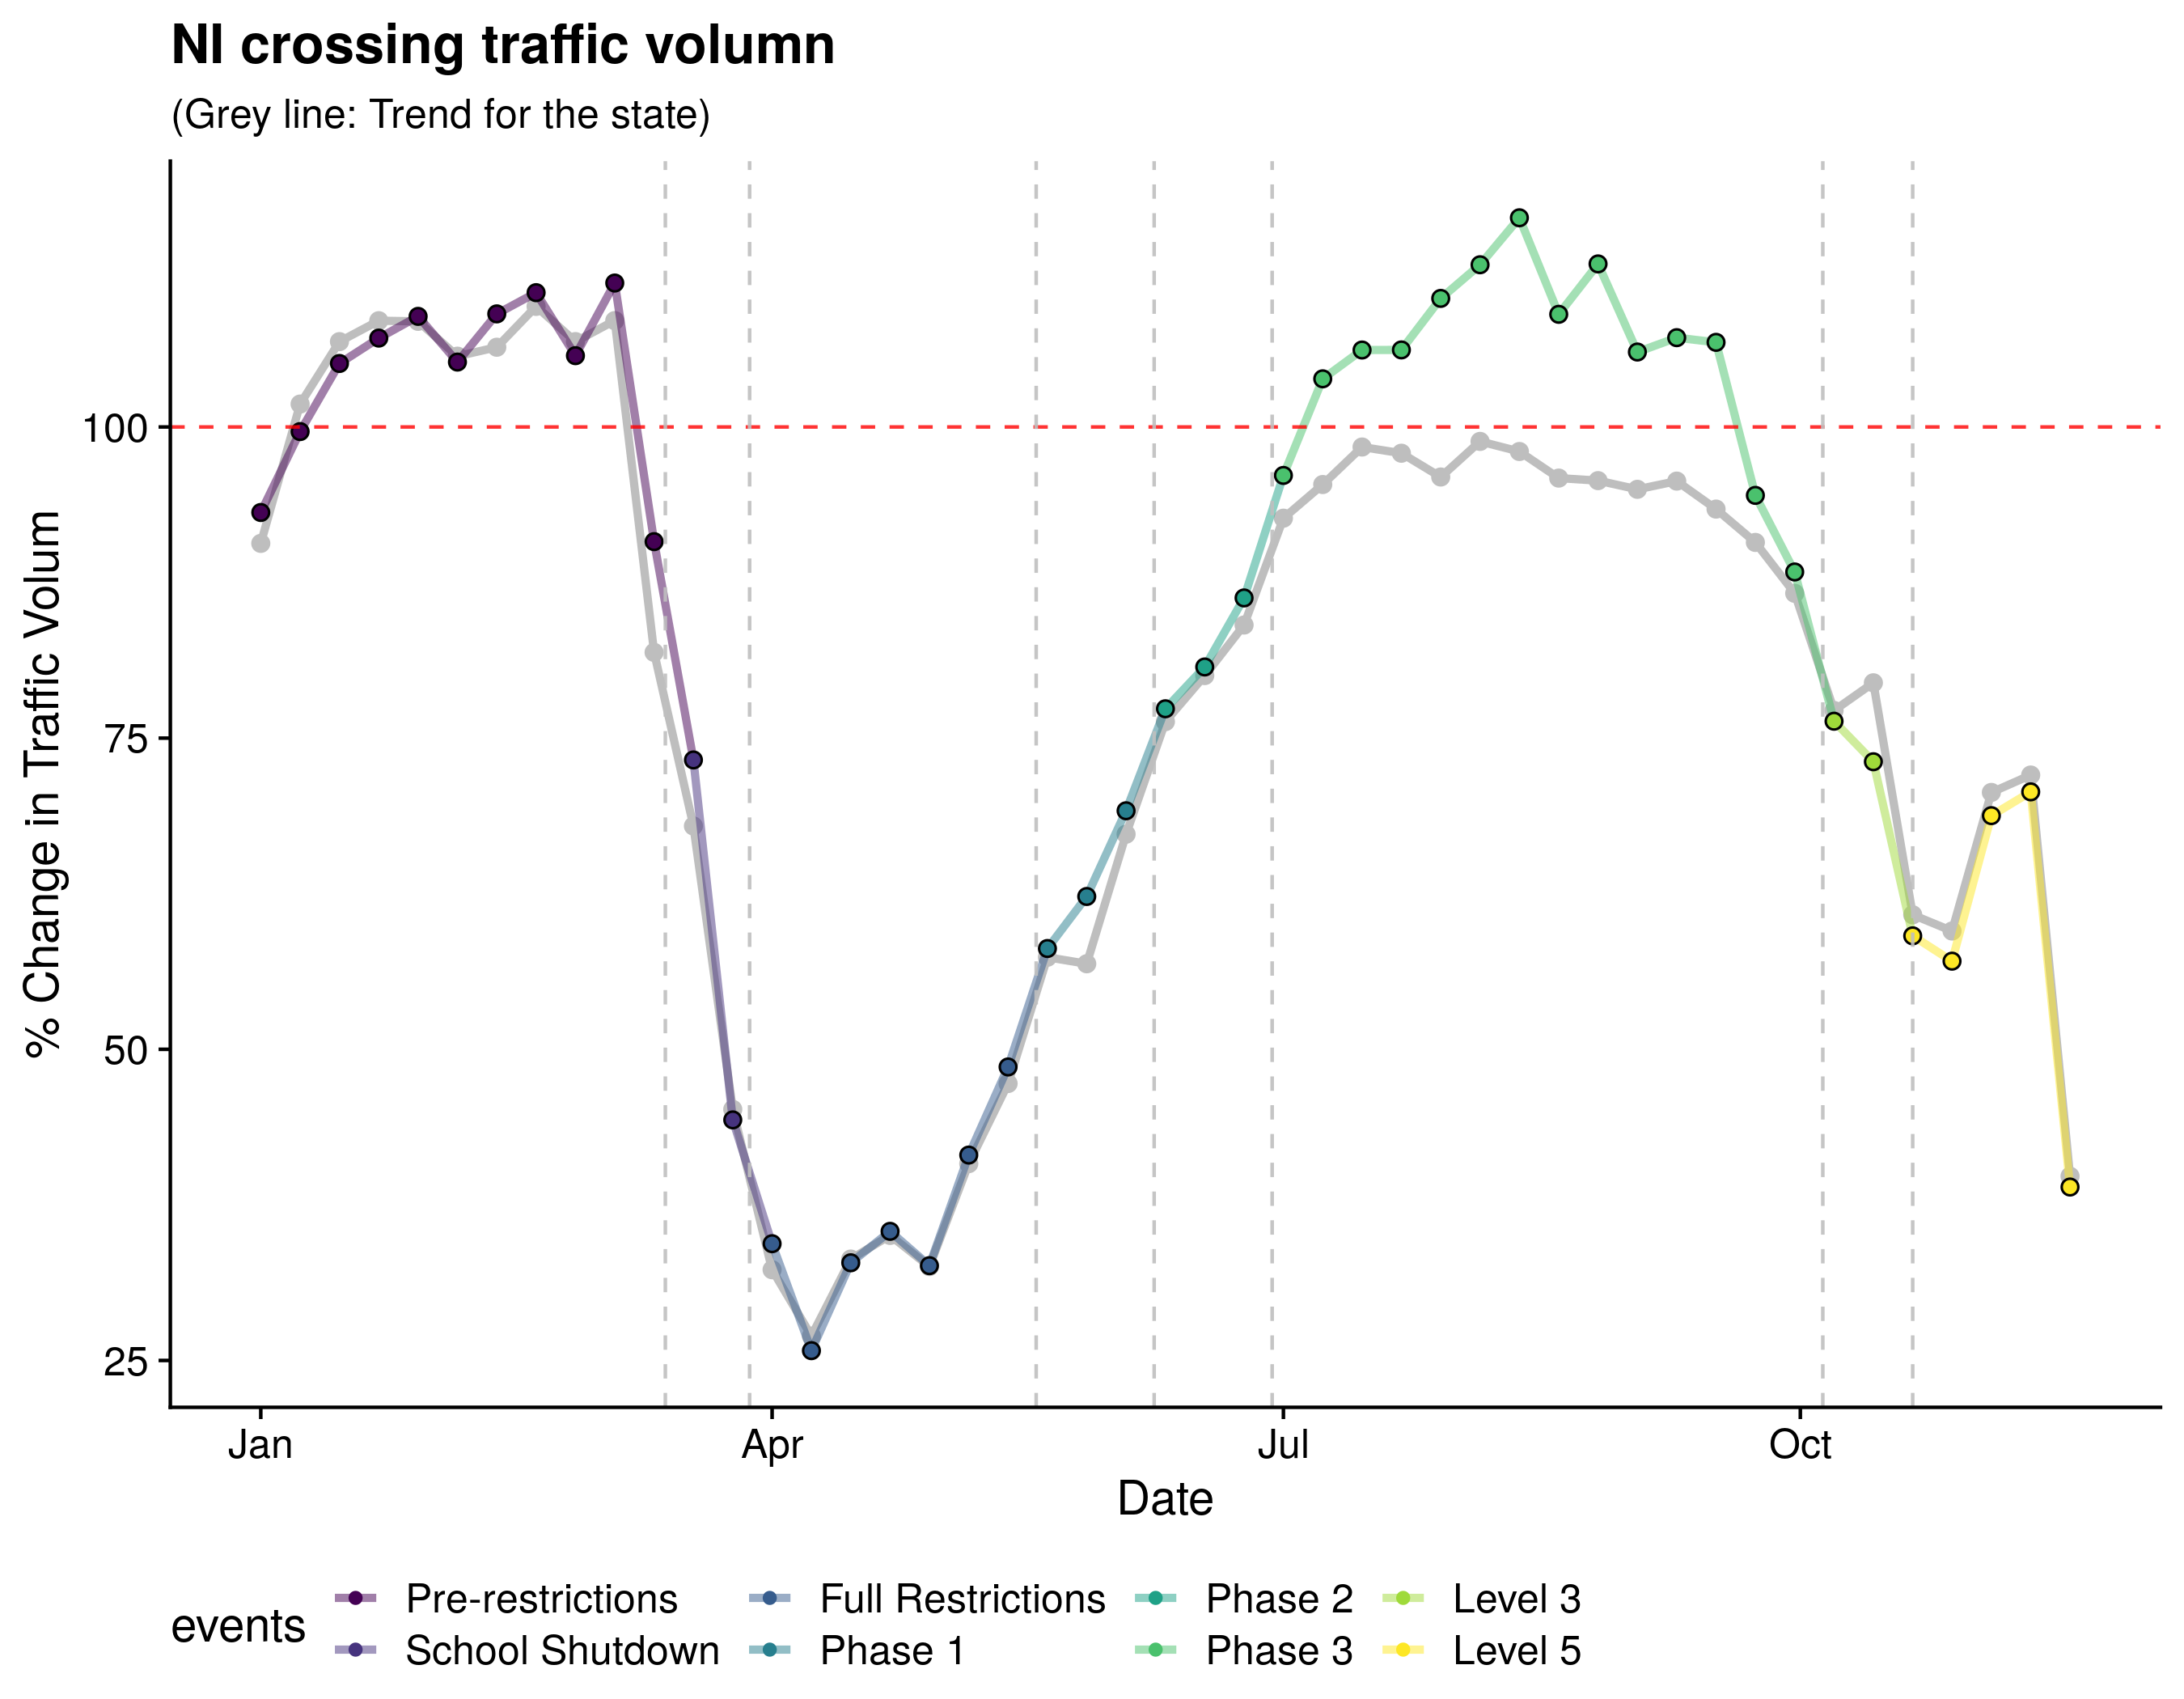 NI crossing traffic volumn
(Grey line: Trend for the state)
% Change in Traffic Volum
100
75
50
25
Jan
Apr
Jul
Oct
Date
events
Pre-restrictions
School Shutdown
Full Restrictions
Phase 1
Phase 2
Phase 3
Level 3
Level 5